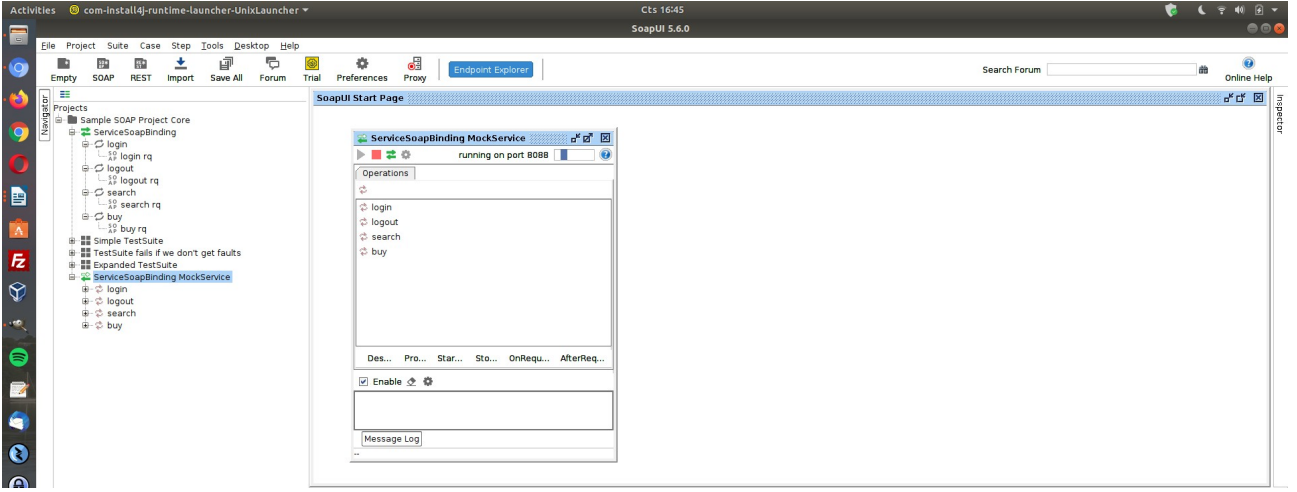 Activities com-install4j-runtime-launcher-UnixLauncher Cts 16:45
SoapUI 5.6.0
File Project Suite Case Step Tools Desktop Help
Empty SOAP REST Import Save All Forum Trial Preferences Proxy Endpoint Explorer Search Forum Online Help
Navigator
Projects
Sample SOAP Project Core
ServiceSoapBinding
login
login rq
logout
logout rq
search
search rq
buy
buy rq
Simple TestSuite
TestSuite fails if we don't get faults
Expanded TestSuite
ServiceSoapBinding MockService
login
logout
search
buy
SoapUI Start Page
ServiceSoapBinding MockService
running on port 8088
Operations
login
logout
search
buy
Des... Pro... Star... Sto... OnRequ... AfterReq...
Enable
Message Log
--
Inspector